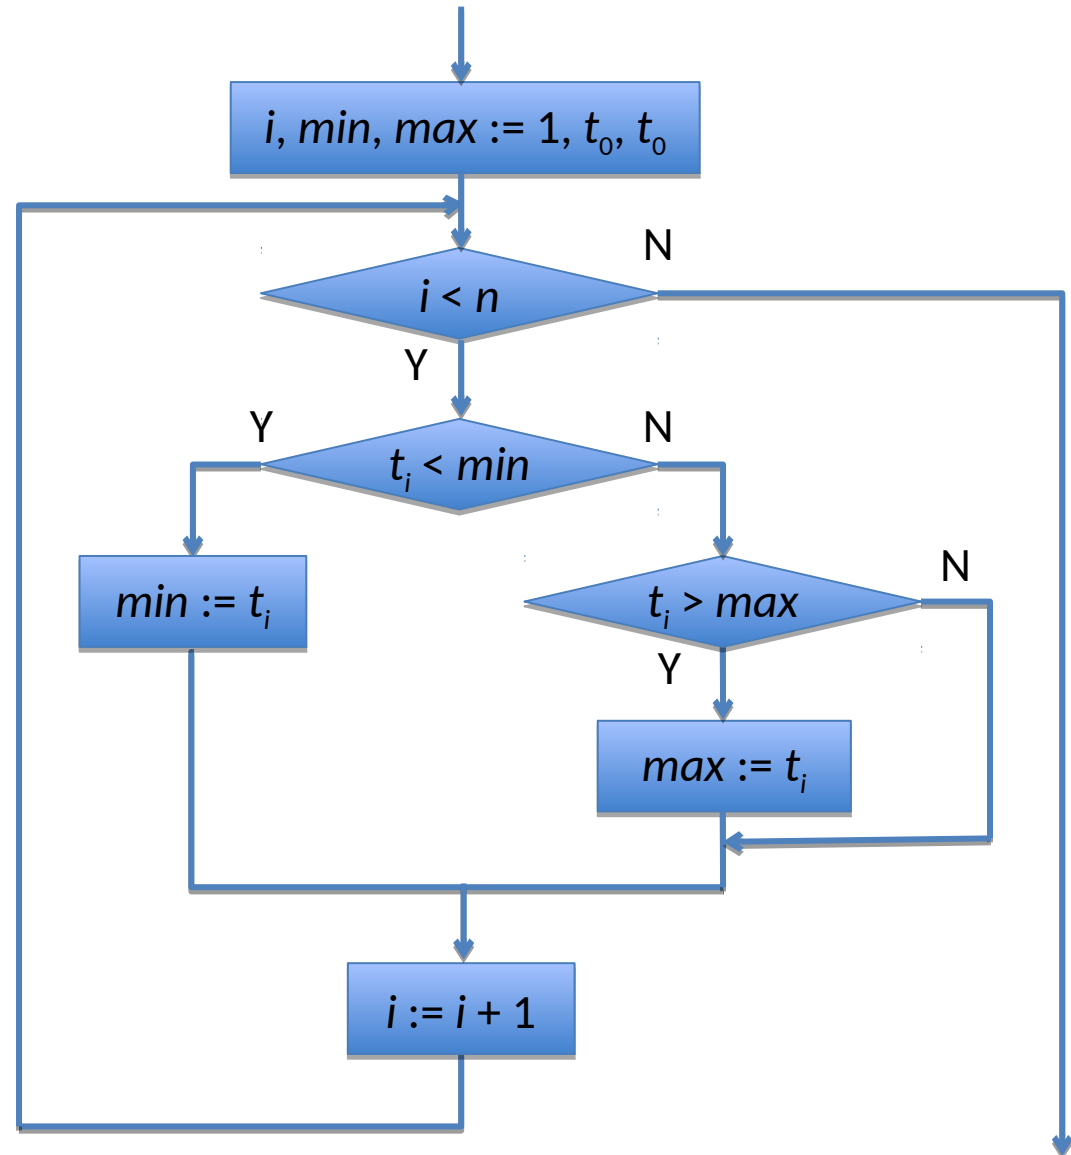 i, min, max := 1, t₀, t₀
N
i < n
Y
Y
N
tᵢ < min
N
min := tᵢ
tᵢ > max
Y
max := tᵢ
i := i + 1